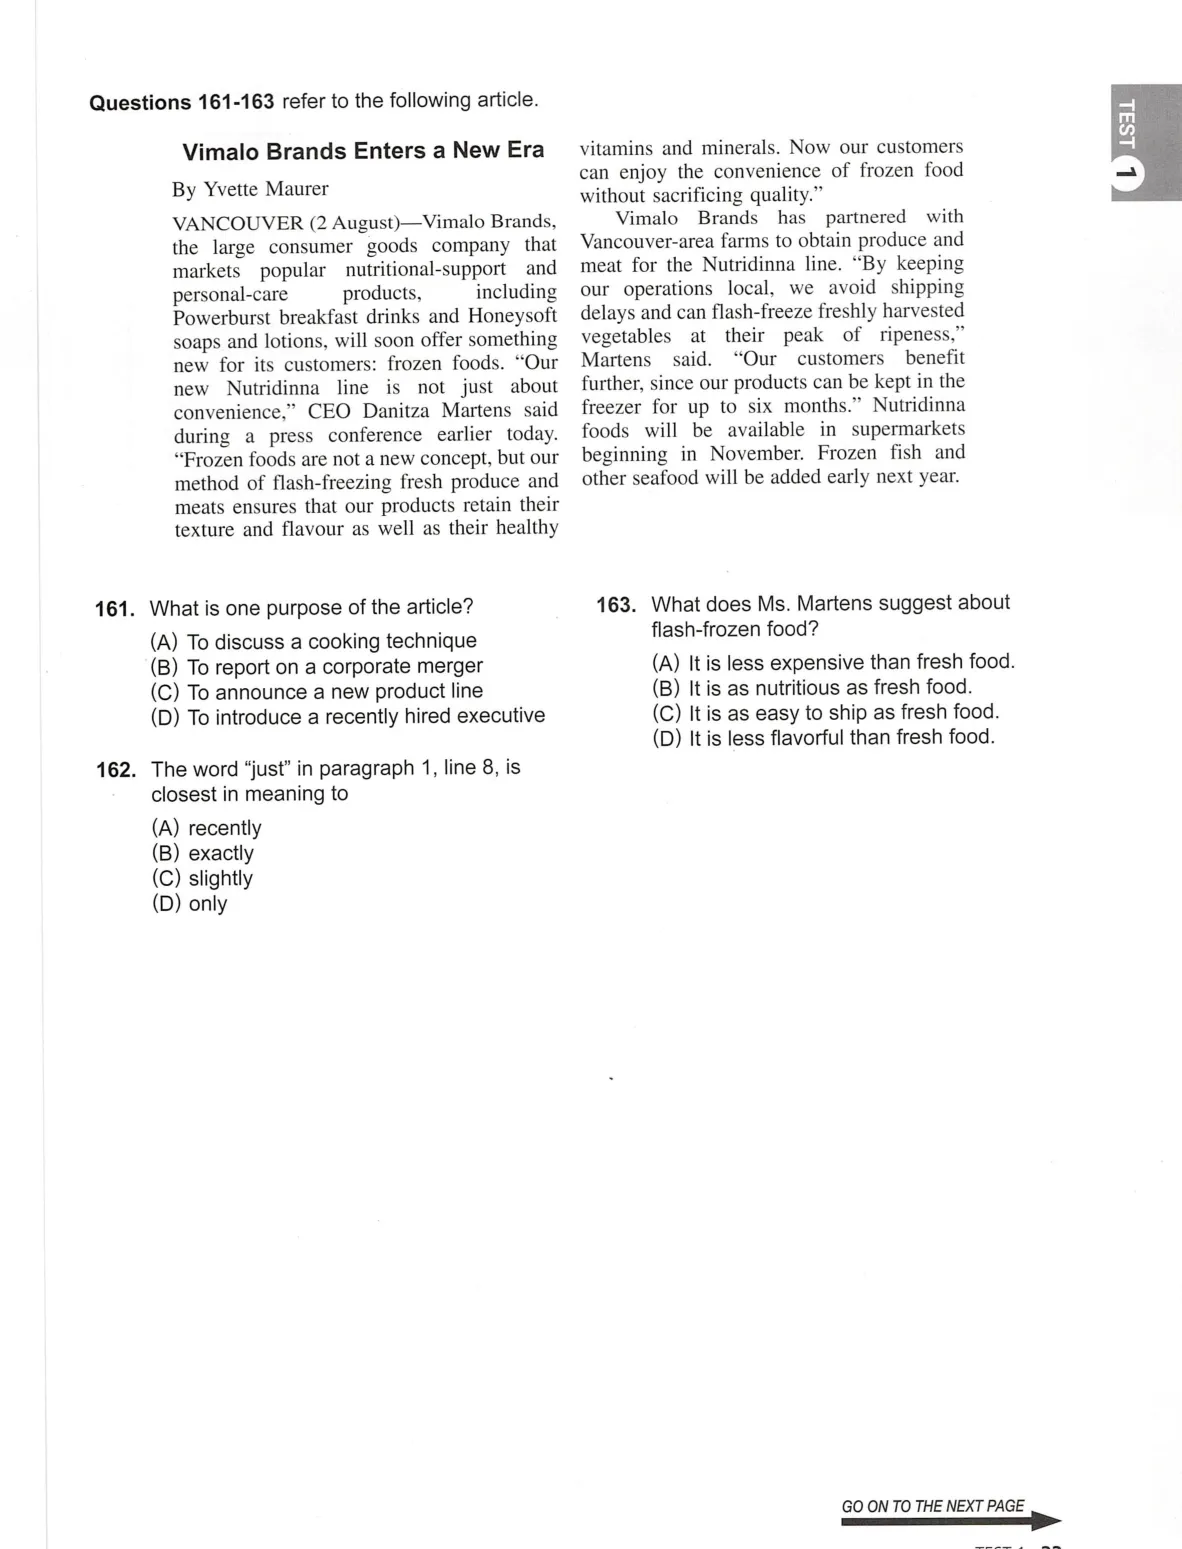 Questions 161-163 refer to the following article.
Vimalo Brands Enters a New Era
By Yvette Maurer
VANCOUVER (2 August)—Vimalo Brands,
the large consumer goods company that
markets popular nutritional-support and
personal-care products, including
Powerburst breakfast drinks and Honeysoft
soaps and lotions, will soon offer something
new for its customers: frozen foods. “Our
new Nutridinna line is not just about
convenience,” CEO Danitza Martens said
during a press conference earlier today.
“Frozen foods are not a new concept, but our
method of flash-freezing fresh produce and
meats ensures that our products retain their
texture and flavour as well as their healthy
vitamins and minerals. Now our customers
can enjoy the convenience of frozen food
without sacrificing quality.”
Vimalo Brands has partnered with
Vancouver-area farms to obtain produce and
meat for the Nutridinna line. “By keeping
our operations local, we avoid shipping
delays and can flash-freeze freshly harvested
vegetables at their peak of ripeness,”
Martens said. “Our customers benefit
further, since our products can be kept in the
freezer for up to six months.” Nutridinna
foods will be available in supermarkets
beginning in November. Frozen fish and
other seafood will be added early next year.
TEST 1
161. What is one purpose of the article?
(A) To discuss a cooking technique
(B) To report on a corporate merger
(C) To announce a new product line
(D) To introduce a recently hired executive
162. The word “just” in paragraph 1, line 8, is
closest in meaning to
(A) recently
(B) exactly
(C) slightly
(D) only
163. What does Ms. Martens suggest about
flash-frozen food?
(A) It is less expensive than fresh food.
(B) It is as nutritious as fresh food.
(C) It is as easy to ship as fresh food.
(D) It is less flavorful than fresh food.
GO ON TO THE NEXT PAGE